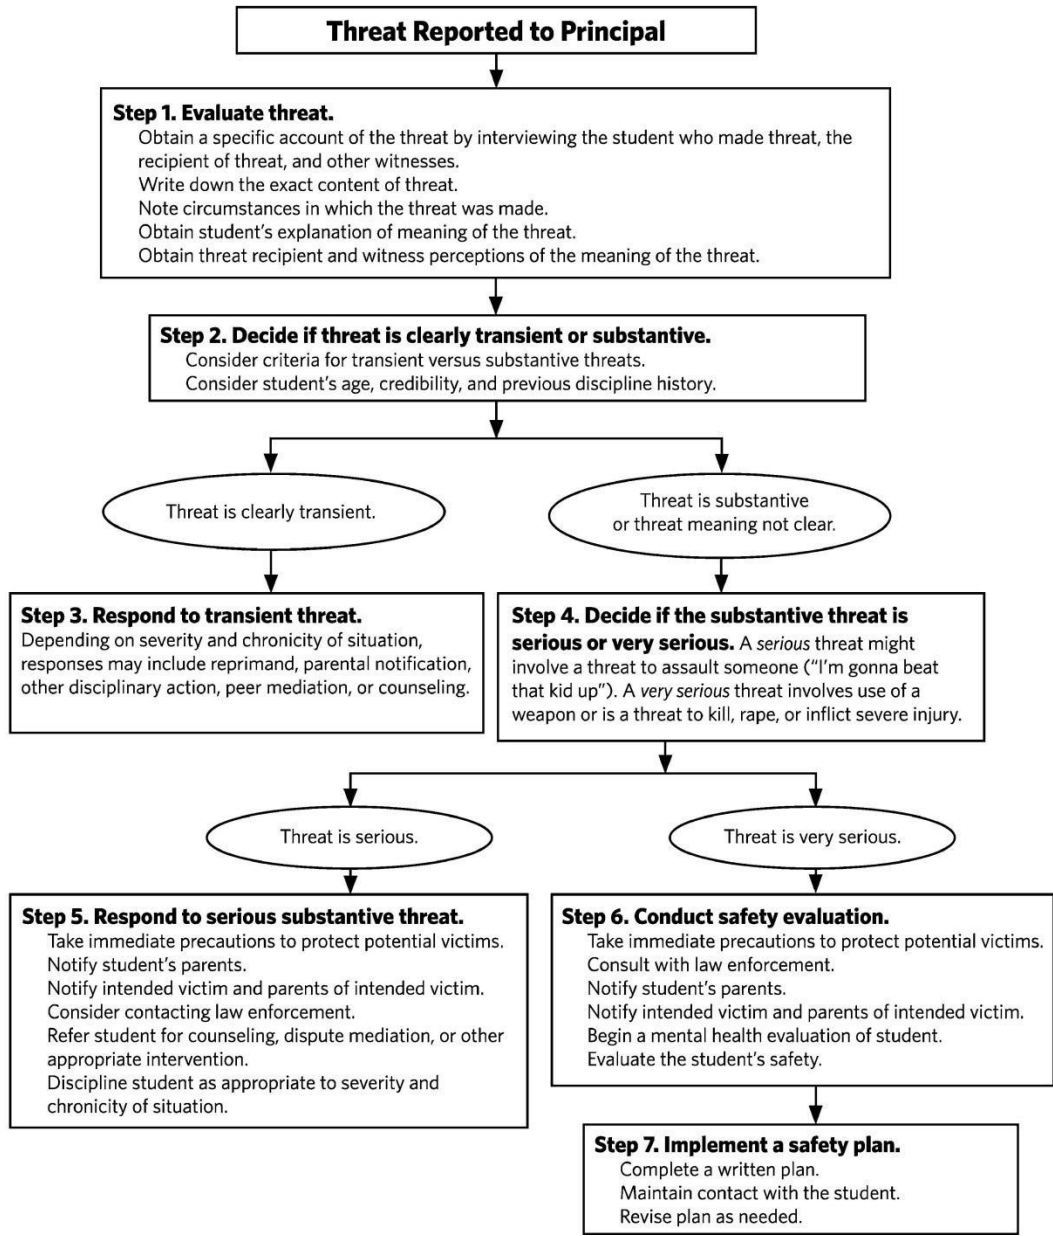 Threat Reported to Principal
Step 1. Evaluate threat.
Obtain a specific account of the threat by interviewing the student who made threat, the
recipient of threat, and other witnesses.
Write down the exact content of threat.
Note circumstances in which the threat was made.
Obtain student's explanation of meaning of the threat.
Obtain threat recipient and witness perceptions of the meaning of the threat.
Step 2. Decide if threat is clearly transient or substantive.
Consider criteria for transient versus substantive threats.
Consider student's age, credibility, and previous discipline history.
Threat is clearly transient.
Threat is substantive
or threat meaning not clear.
Step 3. Respond to transient threat.
Depending on severity and chronicity of situation,
responses may include reprimand, parental notification,
other disciplinary action, peer mediation, or counseling.
Step 4. Decide if the substantive threat is
serious or very serious. A serious threat might
involve a threat to assault someone ("I'm gonna beat
that kid up"). A very serious threat involves use of a
weapon or is a threat to kill, rape, or inflict severe injury.
Threat is serious.
Threat is very serious.
Step 5. Respond to serious substantive threat.
Take immediate precautions to protect potential victims.
Notify student's parents.
Notify intended victim and parents of intended victim.
Consider contacting law enforcement.
Refer student for counseling, dispute mediation, or other
appropriate intervention.
Discipline student as appropriate to severity and
chronicity of situation.
Step 6. Conduct safety evaluation.
Take immediate precautions to protect potential victims.
Consult with law enforcement.
Notify student's parents.
Notify intended victim and parents of intended victim.
Begin a mental health evaluation of student.
Evaluate the student's safety.
Step 7. Implement a safety plan.
Complete a written plan.
Maintain contact with the student.
Revise plan as needed.